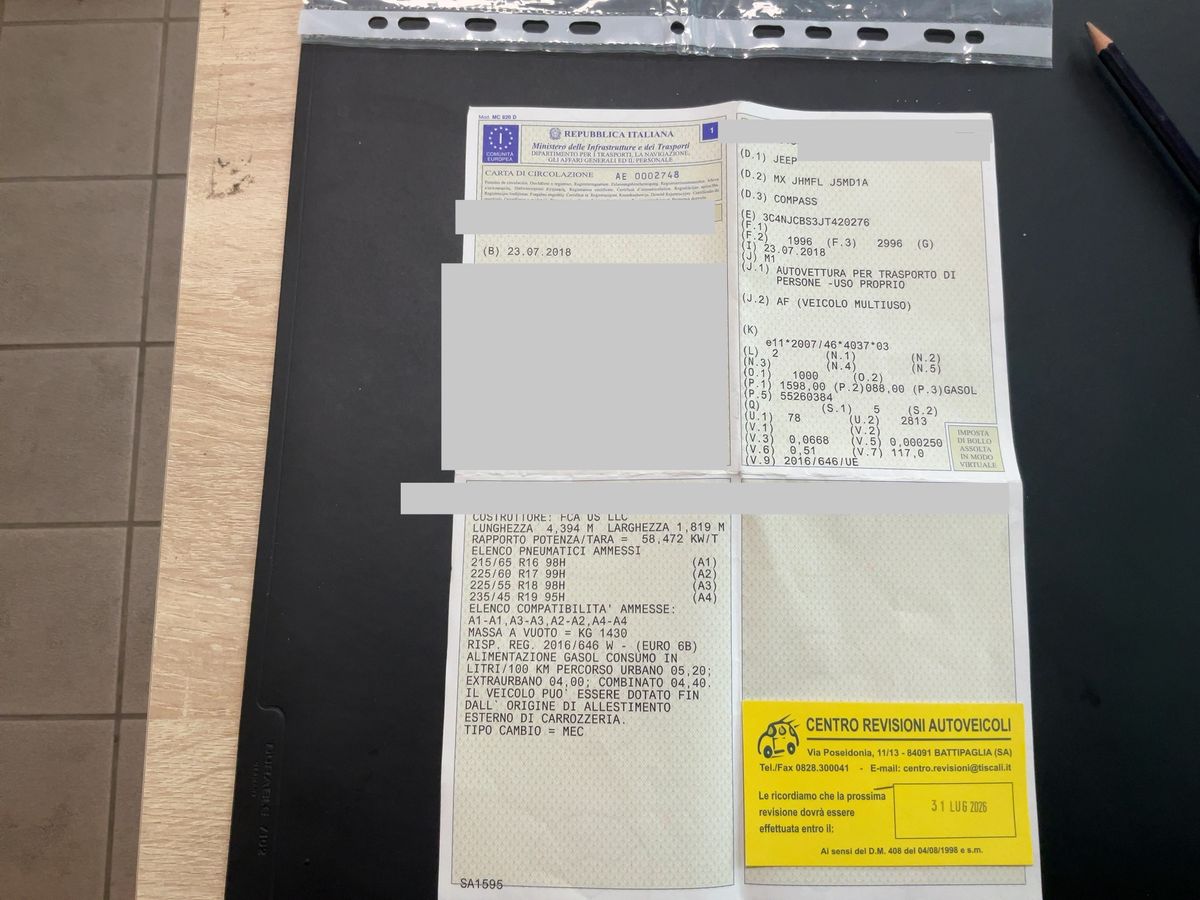 Mod. MC 820 D
COMUNITÀ EUROPEA
I
REPUBBLICA ITALIANA
Ministero delle Infrastrutture e dei Trasporti
DIPARTIMENTO PER I TRASPORTI, LA NAVIGAZIONE,
GLI AFFARI GENERALI ED IL PERSONALE
1
CARTA DI CIRCOLAZIONE AE 0002748
(B) 23.07.2018
(D.1) JEEP
(D.2) MX JHMFL J5MD1A
(D.3) COMPASS
(E) 3C4NJCBS3JT420276
(F.1)
(F.2) 1996 (F.3) 2996 (G)
(I) 23.07.2018
(J) M1
(J.1) AUTOVETTURA PER TRASPORTO DI
PERSONE -USO PROPRIO
(J.2) AF (VEICOLO MULTIUSO)
(K)
e11*2007/46*4037*03
(L) 2 (N.1) (N.2)
(N.3) (N.4) (N.5)
(O.1) 1000 (O.2)
(P.1) 1598,00 (P.2)088,00 (P.3)GASOL
(P.5) 55260384
(Q) (S.1) 5 (S.2)
(U.1) 78 (U.2) 2813
(V.1) (V.2)
(V.3) 0,0668 (V.5) 0,000250
(V.6) 0,51 (V.7) 117,0
(V.9) 2016/646/UE
IMPOSTA
DI BOLLO
ASSOLTA
IN MODO
VIRTUALE
COSTRUTTORE: FCA US LLC
LUNGHEZZA 4,394 M LARGHEZZA 1,819 M
RAPPORTO POTENZA/TARA = 58,472 KW/T
ELENCO PNEUMATICI AMMESSI
215/65 R16 98H (A1)
225/60 R17 99H (A2)
225/55 R18 98H (A3)
235/45 R19 95H (A4)
ELENCO COMPATIBILITA' AMMESSE:
A1-A1,A3-A3,A2-A2,A4-A4
MASSA A VUOTO = KG 1430
RISP. REG. 2016/646 W - (EURO 6B)
ALIMENTAZIONE GASOL CONSUMO IN
LITRI/100 KM PERCORSO URBANO 05,20;
EXTRAURBANO 04,00; COMBINATO 04,40.
IL VEICOLO PUO' ESSERE DOTATO FIN
DALL' ORIGINE DI ALLESTIMENTO
ESTERNO DI CARROZZERIA.
TIPO CAMBIO = MEC
SA1595
CENTRO REVISIONI AUTOVEICOLI
Via Poseidonia, 11/13 - 84091 BATTIPAGLIA (SA)
Tel./Fax 0828.300041 - E-mail: centro.revisioni@tiscali.it
Le ricordiamo che la prossima
revisione dovrà essere
effettuata entro il:
31 LUG 2026
Ai sensi del D.M. 408 del 04/08/1998 e s.m.